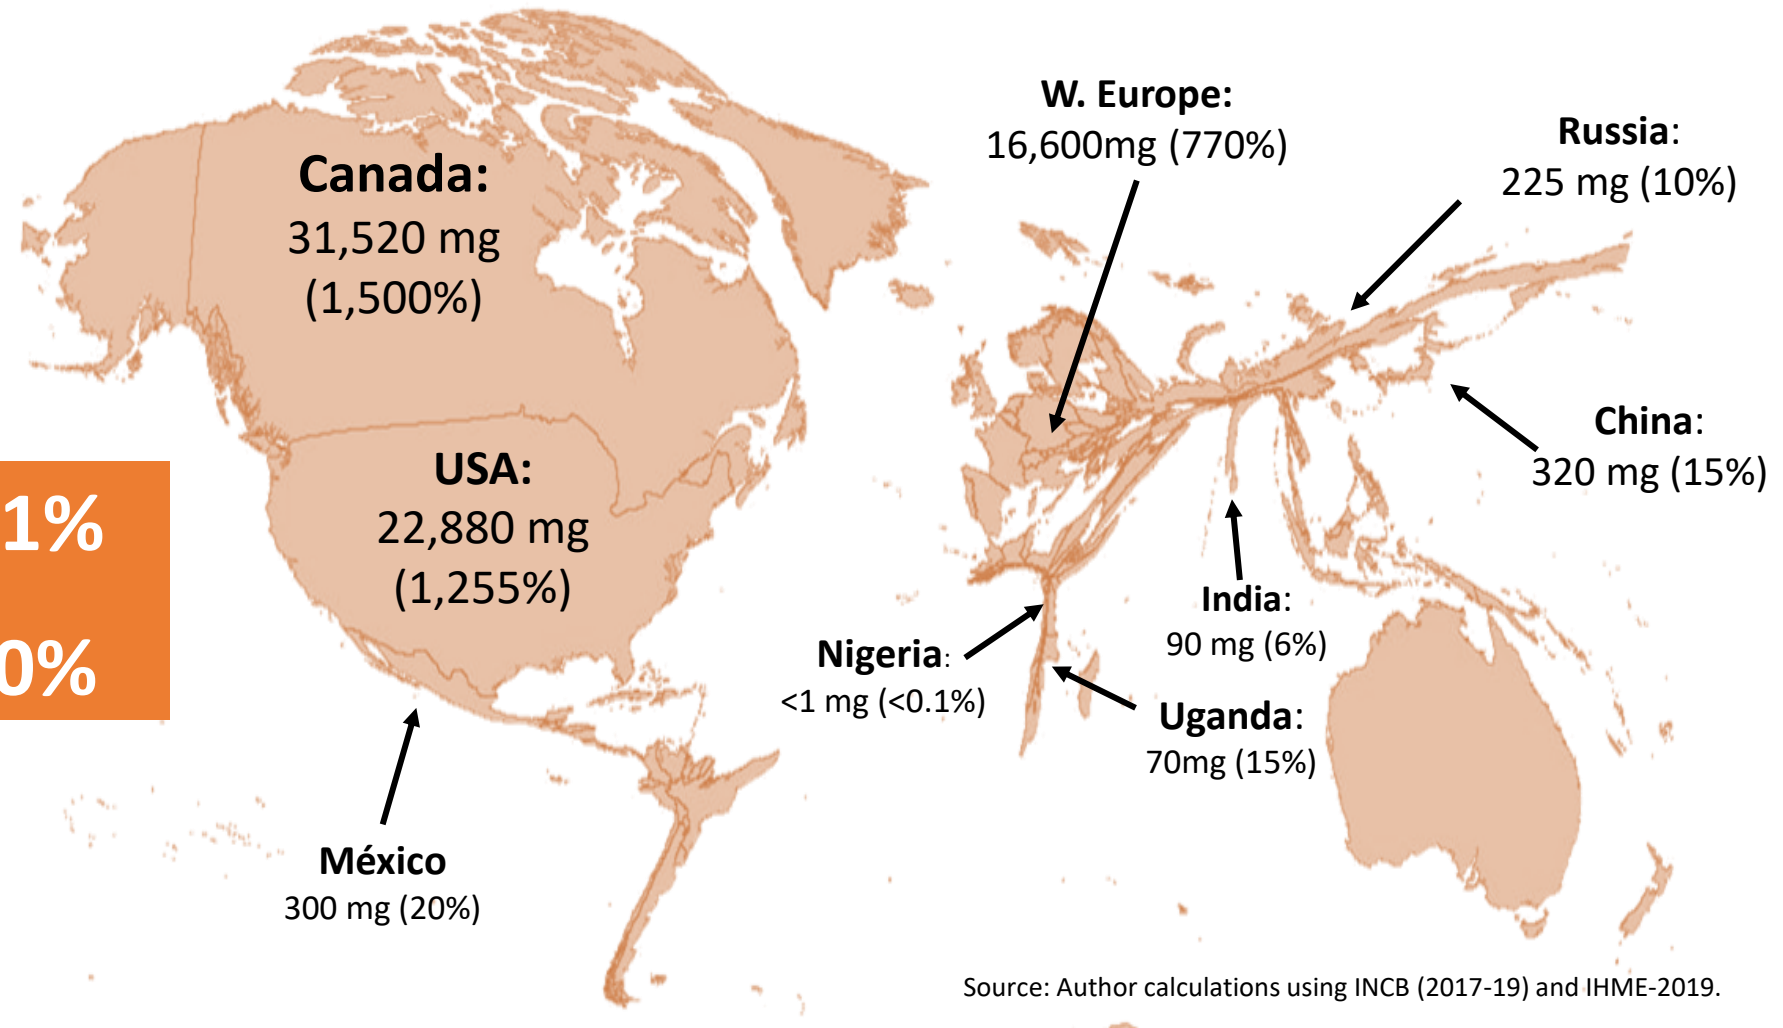 W. Europe:
16,600mg (770%)
Russia:
225 mg (10%)
Canada:
31,520 mg
(1,500%)
China:
320 mg (15%)
USA:
22,880 mg
(1,255%)
1%
0%
India:
90 mg (6%)
Nigeria:
<1 mg (<0.1%)
Uganda:
70mg (15%)
México
300 mg (20%)
Source: Author calculations using INCB (2017-19) and IHME-2019.